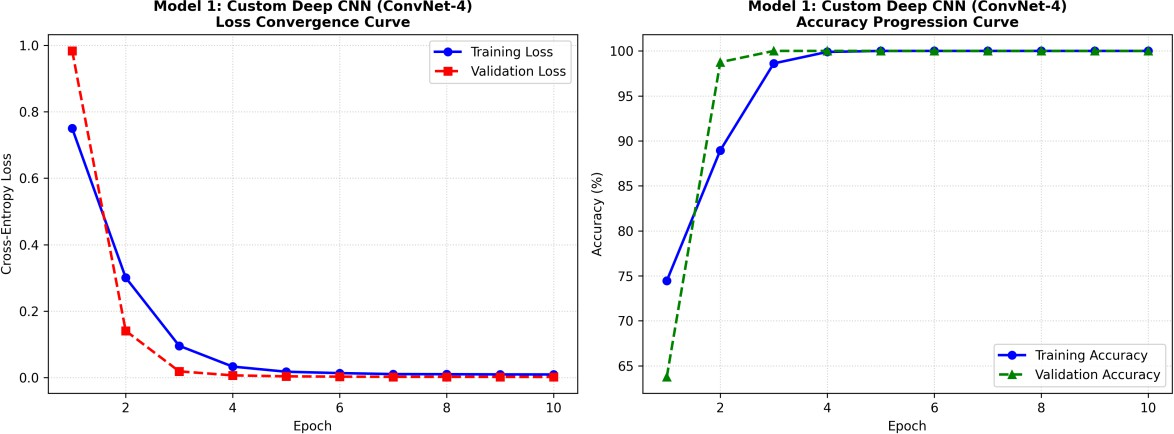 Model 1: Custom Deep CNN (ConvNet-4)
Loss Convergence Curve
1.0
0.8
0.6
0.4
0.2
0.0
Cross-Entropy Loss
Training Loss
Validation Loss
2 4 6 8 10
Epoch
Model 1: Custom Deep CNN (ConvNet-4)
Accuracy Progression Curve
100
95
90
85
80
75
70
65
Accuracy (%)
Training Accuracy
Validation Accuracy
2 4 6 8 10
Epoch